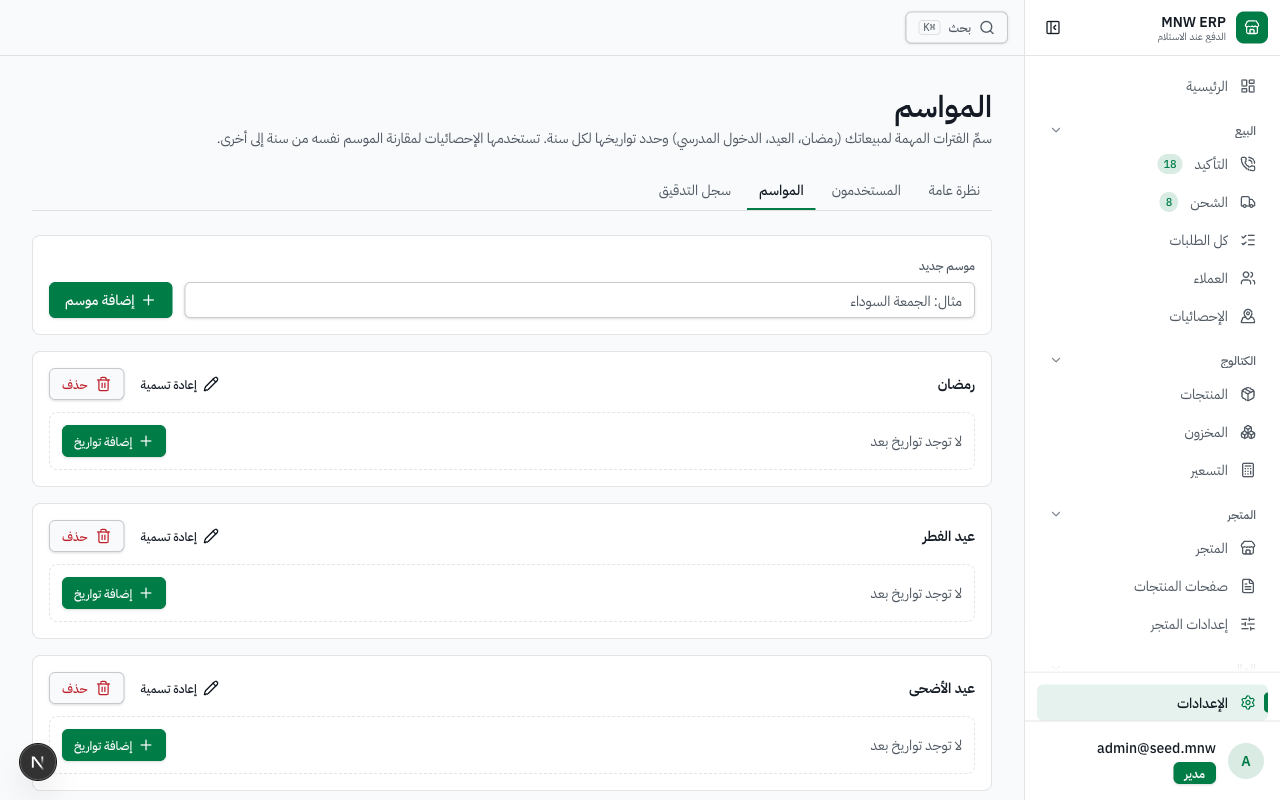 MNW ERP
الدفع عند الاستلام
بحث
⌘K
الرئيسية
البيع
التأكيد
18
الشحن
8
كل الطلبات
العملاء
الإحصائيات
الكتالوج
المنتجات
المخزون
التسعير
المتجر
المتجر
صفحات المنتجات
إعدادات المتجر
الإعدادات
A
admin@seed.mnw
مدير
المواسم
سمِّ الفترات المهمة لمبيعاتك (رمضان، العيد، الدخول المدرسي) وحدد تواريخها لكل سنة. تستخدمها الإحصائيات لمقارنة الموسم نفسه من سنة إلى أخرى.
نظرة عامة
المستخدمون
المواسم
سجل التدقيق
موسم جديد
مثال: الجمعة السوداء
إضافة موسم
رمضان
إعادة تسمية
حذف
لا توجد تواريخ بعد
إضافة تواريخ
عيد الفطر
إعادة تسمية
حذف
لا توجد تواريخ بعد
إضافة تواريخ
عيد الأضحى
إعادة تسمية
حذف
لا توجد تواريخ بعد
إضافة تواريخ
N